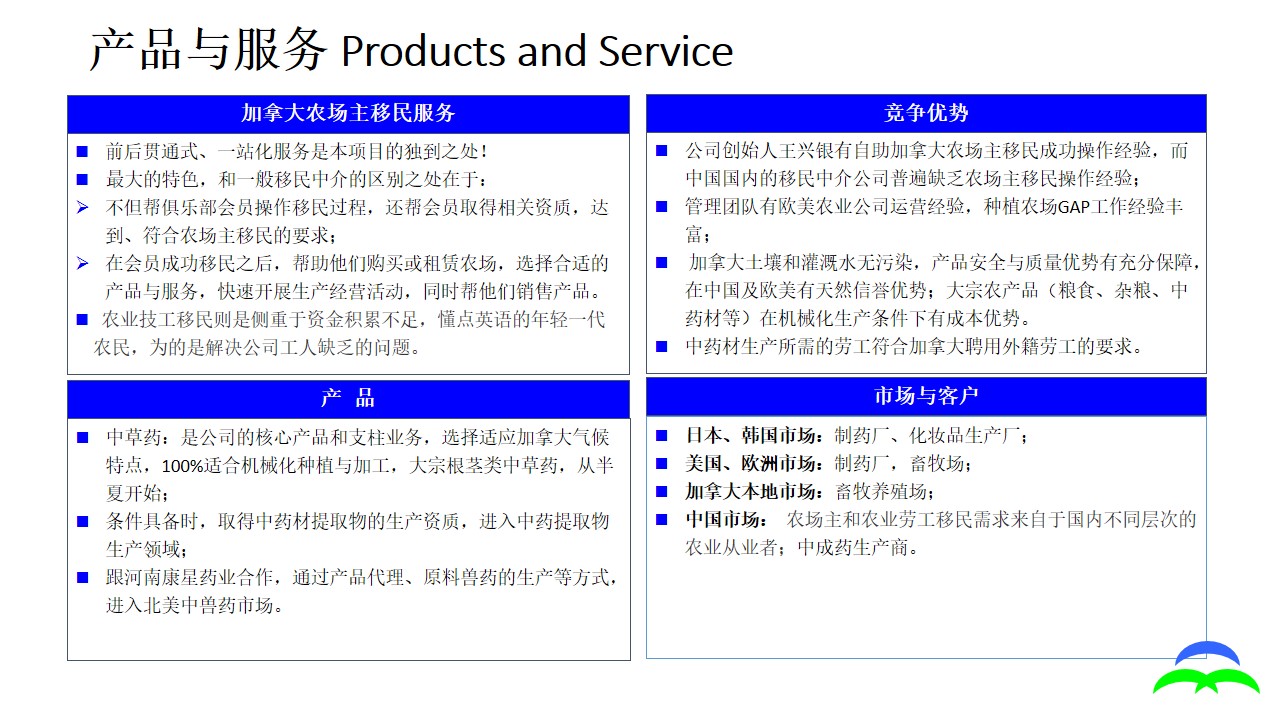 产品与服务 Products and Service
加拿大农场主移民服务
■ 前后贯通式、一站化服务是本项目的独到之处！
■ 最大的特色，和一般移民中介的区别之处在于：
➢ 不但帮俱乐部会员操作移民过程，还帮会员取得相关资质，达
到、符合农场主移民的要求；
➢ 在会员成功移民之后，帮助他们购买或租赁农场，选择合适的
产品与服务，快速开展生产经营活动，同时帮他们销售产品。
■ 农业技工移民则是侧重于资金积累不足，懂点英语的年轻一代
农民，为的是解决公司工人缺乏的问题。
竞争优势
■ 公司创始人王兴银有自助加拿大农场主移民成功操作经验，而
中国国内的移民中介公司普遍缺乏农场主移民操作经验；
■ 管理团队有欧美农业公司运营经验，种植农场GAP工作经验丰
富；
■ 加拿大土壤和灌溉水无污染，产品安全与质量优势有充分保障，
在中国及欧美有天然信誉优势；大宗农产品（粮食、杂粮、中
药材等）在机械化生产条件下有成本优势。
■ 中药材生产所需的劳工符合加拿大聘用外籍劳工的要求。
产 品
■ 中草药：是公司的核心产品和支柱业务，选择适应加拿大气候
特点，100%适合机械化种植与加工，大宗根茎类中草药，从半
夏开始；
■ 条件具备时，取得中药材提取物的生产资质，进入中药提取物
生产领域；
■ 跟河南康星药业合作，通过产品代理、原料兽药的生产等方式，
进入北美中兽药市场。
市场与客户
■ 日本、韩国市场：制药厂、化妆品生产厂；
■ 美国、欧洲市场：制药厂，畜牧场；
■ 加拿大本地市场：畜牧养殖场；
■ 中国市场： 农场主和农业劳工移民需求来自于国内不同层次的
农业从业者；中成药生产商。